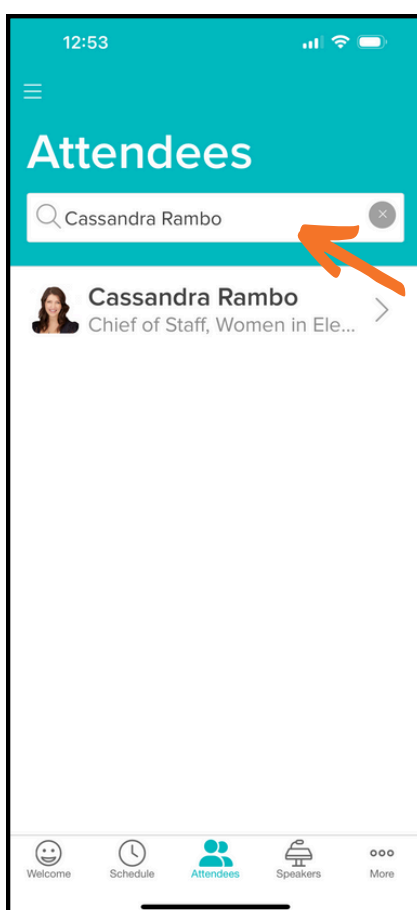 12:53
Attendees
Cassandra Rambo
Cassandra Rambo
Chief of Staff, Women in Ele...
Welcome Schedule Attendees Speakers More